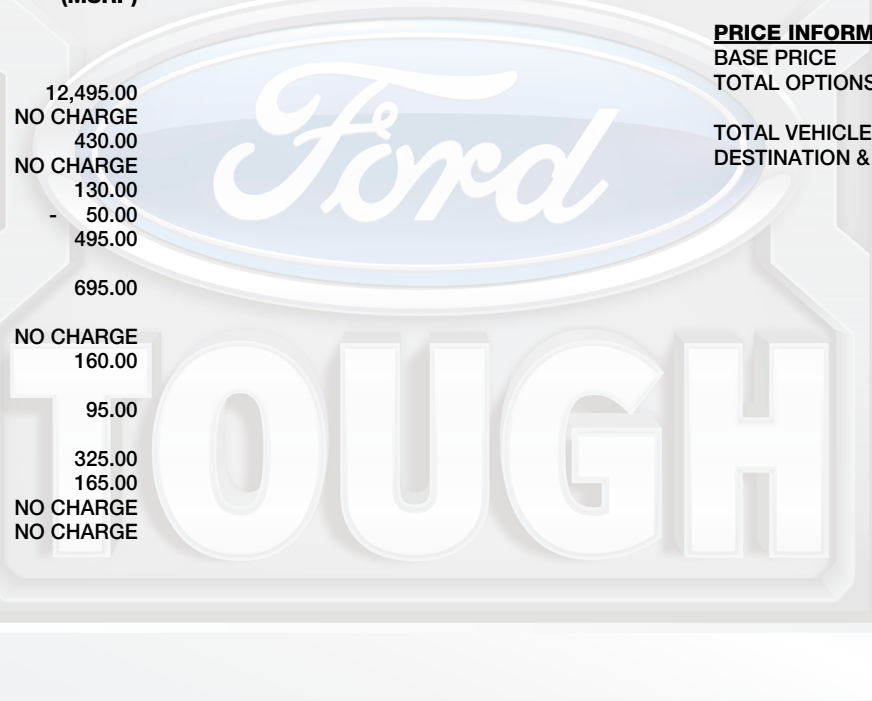 (MSRP)
12,495.00
NO CHARGE
430.00
NO CHARGE
130.00
- 50.00
495.00
695.00
NO CHARGE
160.00
95.00
325.00
165.00
NO CHARGE
NO CHARGE
PRICE INFORM
BASE PRICE
TOTAL OPTIONS
TOTAL VEHICLE
DESTINATION &
Ford
TOUGH